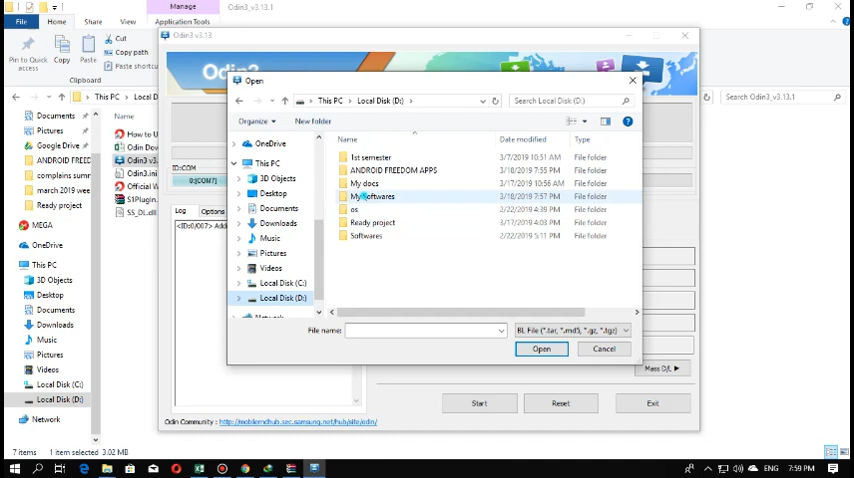 Manage
Odin3_v3.13.1
File
Home
Share
View
Application Tools
Pin to Quick access
Copy
Paste
Cut
Copy path
Paste shortcu
Clipboard
This PC
Local D
Search Odin3_v3.13.1
Documents
Pictures
Google Drive
ANDROID FREED
complains summ
march 2019 wee
Ready project
MEGA
OneDrive
This PC
3D Objects
Desktop
Documents
Downloads
Music
Pictures
Videos
Local Disk (C:)
Local Disk (D:)
Network
Name
How to U
Odin Dow
Odin3 v3.
Odin3.ini
Official W
S1Plugin.
SS_DL.dll
7 items
1 item selected 3.02 MB
Odin3 v3.13
Odin3
ID:COM
0:[COM7]
Log
Options
<ID:0/007> Adde
Mass D/L
Start
Reset
Exit
Odin Community : http://mobilerndhub.sec.samsung.net/hub/site/odin/
Open
This PC
Local Disk (D:)
Search Local Disk (D:)
Organize
New folder
OneDrive
This PC
3D Objects
Desktop
Documents
Downloads
Music
Pictures
Videos
Local Disk (C:)
Local Disk (D:)
Network
Name
Date modified
Type
1st semester 3/7/2019 10:51 AM File folder
ANDROID FREEDOM APPS 3/18/2019 7:55 PM File folder
My docs 3/17/2019 10:56 AM File folder
My Softwares 3/18/2019 7:57 PM File folder
os 2/22/2019 4:39 PM File folder
Ready project 3/17/2019 4:03 PM File folder
Softwares 2/22/2019 5:11 PM File folder
File name:
BL File (*.tar, *.md5, *.gz, *.tgz)
Open
Cancel
ENG
7:59 PM